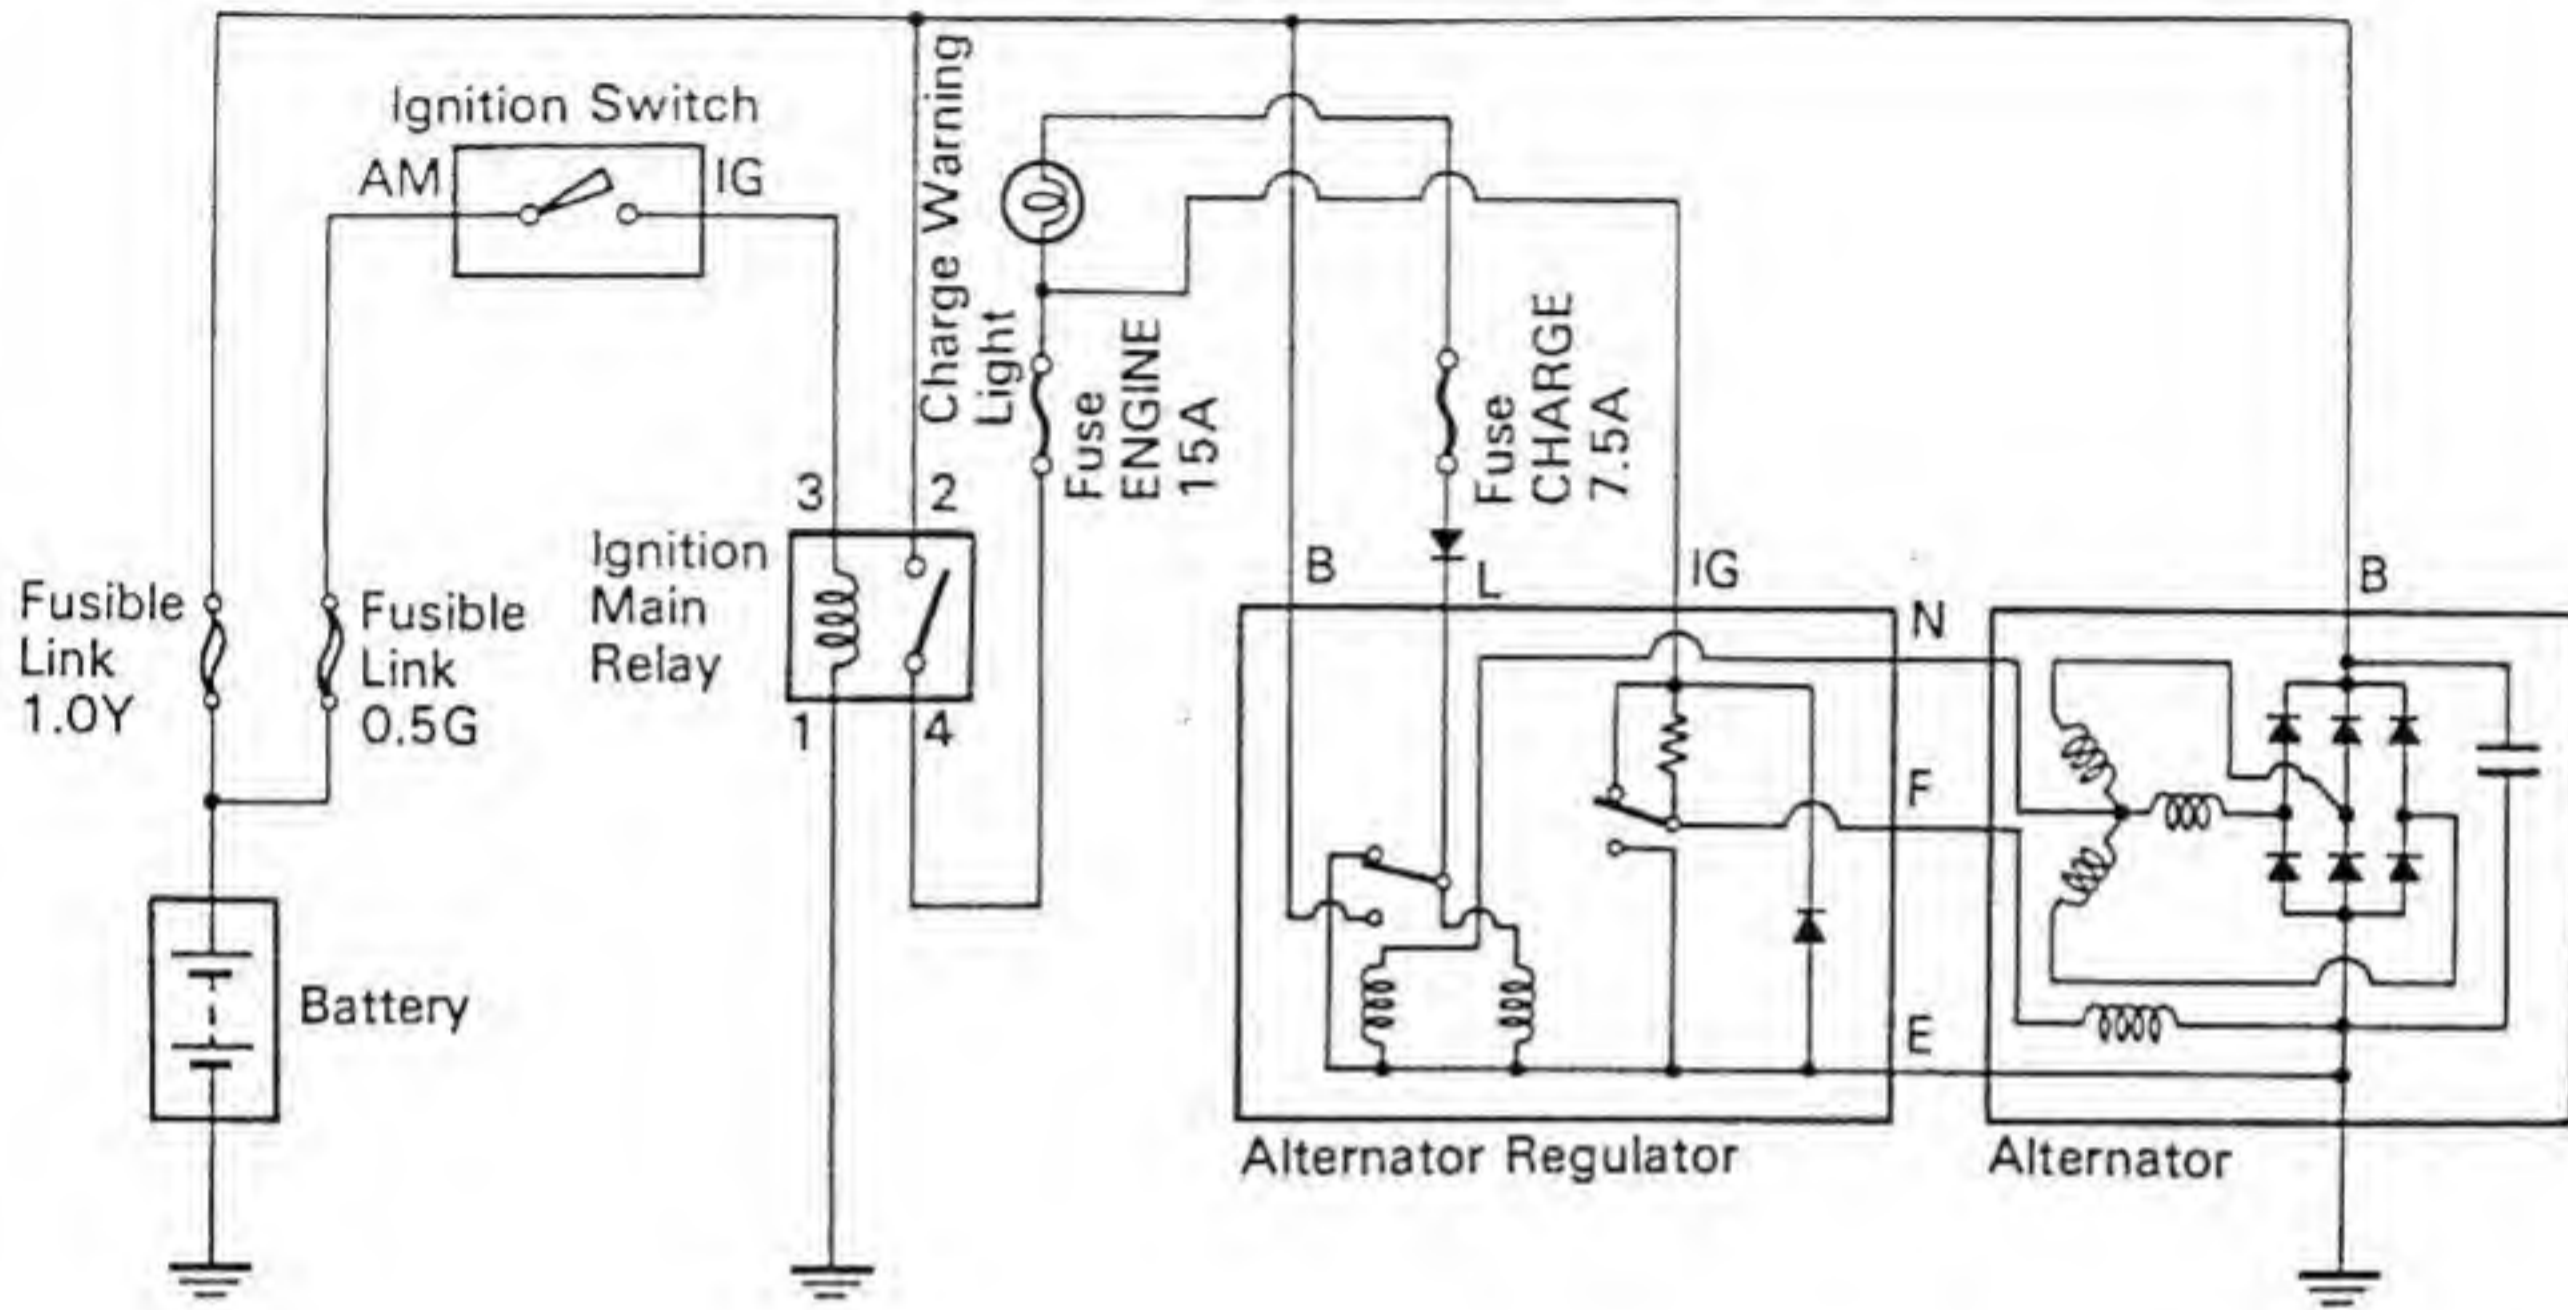 Ignition Switch
AM
IG
Charge Warning
Light
Fuse
ENGINE
15A
Fuse
CHARGE
7.5A
3
2
Ignition
Main
Relay
1
4
Fusible
Link
1.0Y
Fusible
Link
0.5G
Battery
B
L
IG
N
F
E
B
Alternator Regulator
Alternator